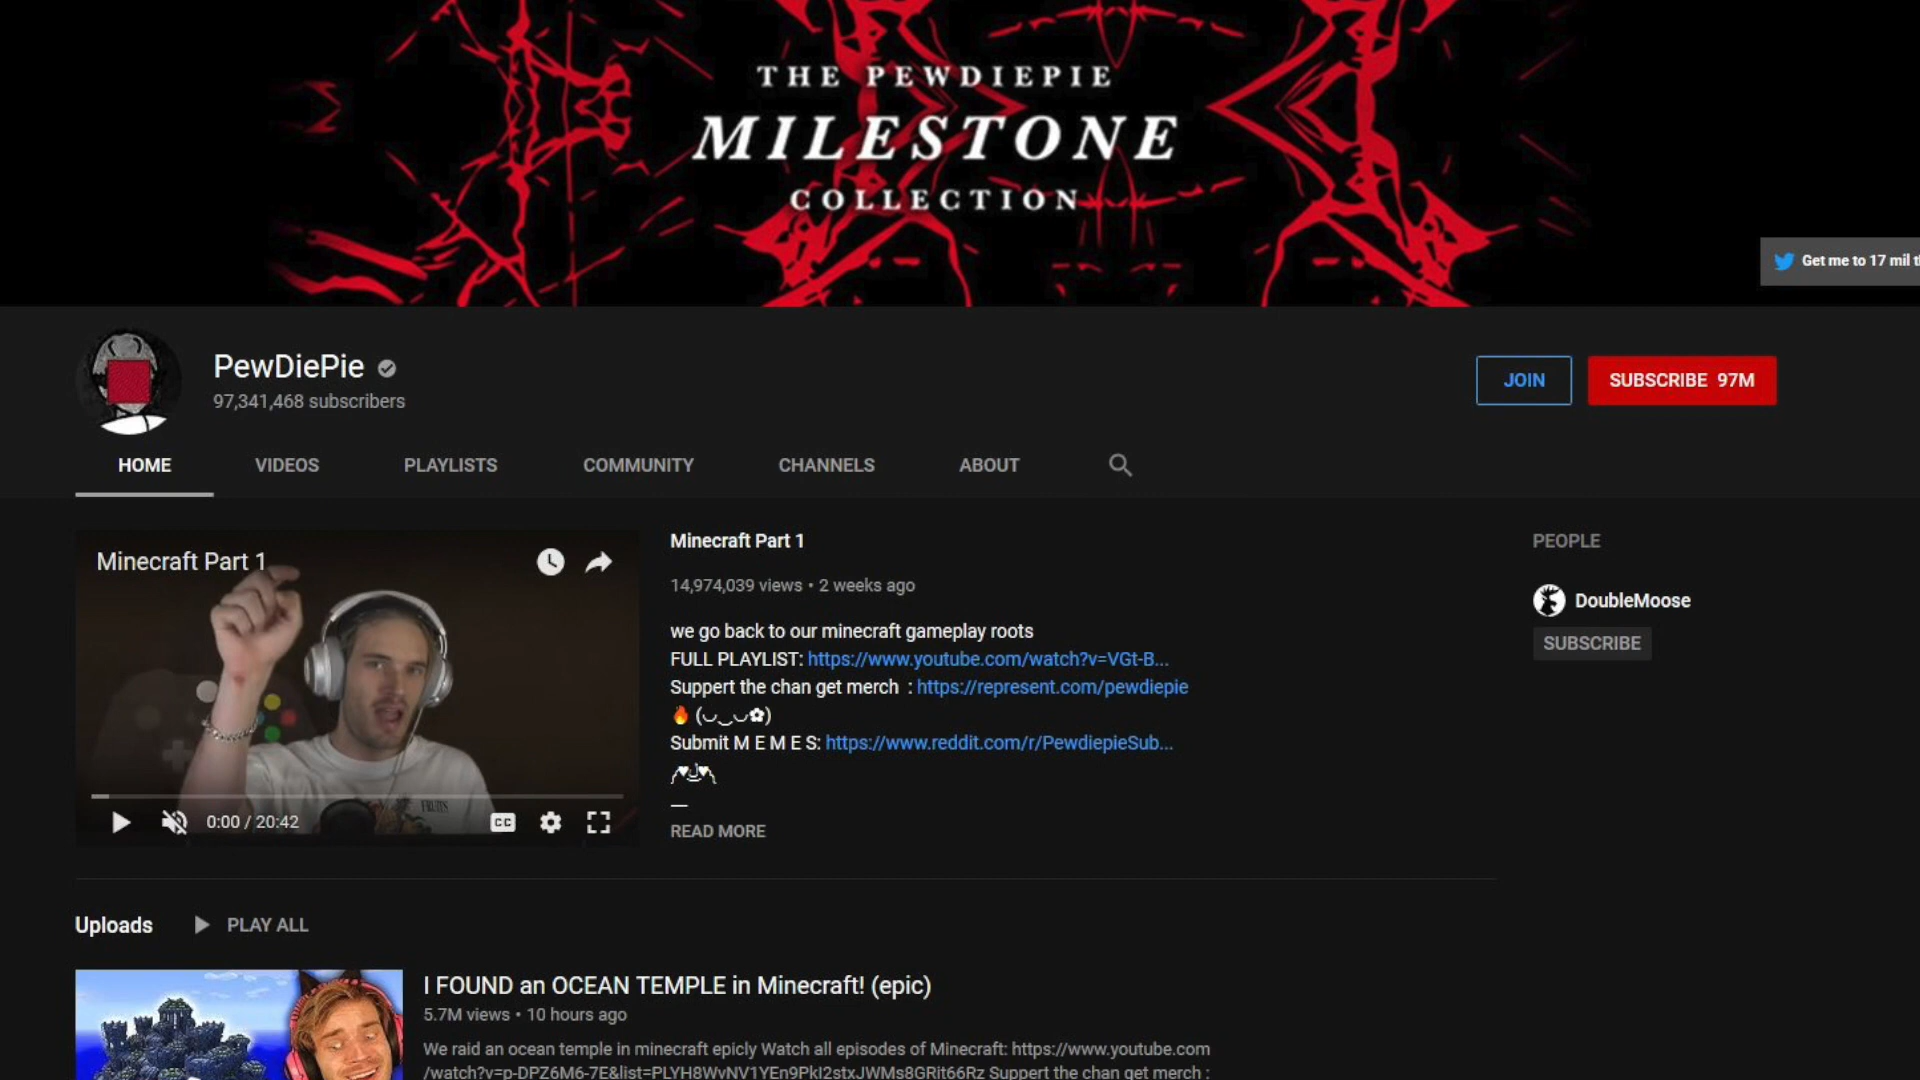 THE PEWDIEPIE
MILESTONE
COLLECTION
Get me to 17 mil
PewDiePie
97,341,468 subscribers
JOIN
SUBSCRIBE 97M
HOME
VIDEOS
PLAYLISTS
COMMUNITY
CHANNELS
ABOUT
Minecraft Part 1
FRUITS
0:00 / 20:42
CC
Minecraft Part 1
14,974,039 views • 2 weeks ago
we go back to our minecraft gameplay roots
FULL PLAYLIST: https://www.youtube.com/watch?v=VGt-B...
Suppert the chan get merch : https://represent.com/pewdiepie
🔥 (◡‿◡✿)
Submit M E M E S: https://www.reddit.com/r/PewdiepieSub...
—
READ MORE
PEOPLE
DoubleMoose
SUBSCRIBE
Uploads
PLAY ALL
I FOUND an OCEAN TEMPLE in Minecraft! (epic)
5.7M views • 10 hours ago
We raid an ocean temple in minecraft epicly Watch all episodes of Minecraft: https://www.youtube.com
/watch?v=p-DPZ6M6-7E&list=PLYH8WvNV1YEn9PkI2stxJWMs8GRit66Rz Suppert the chan get merch :